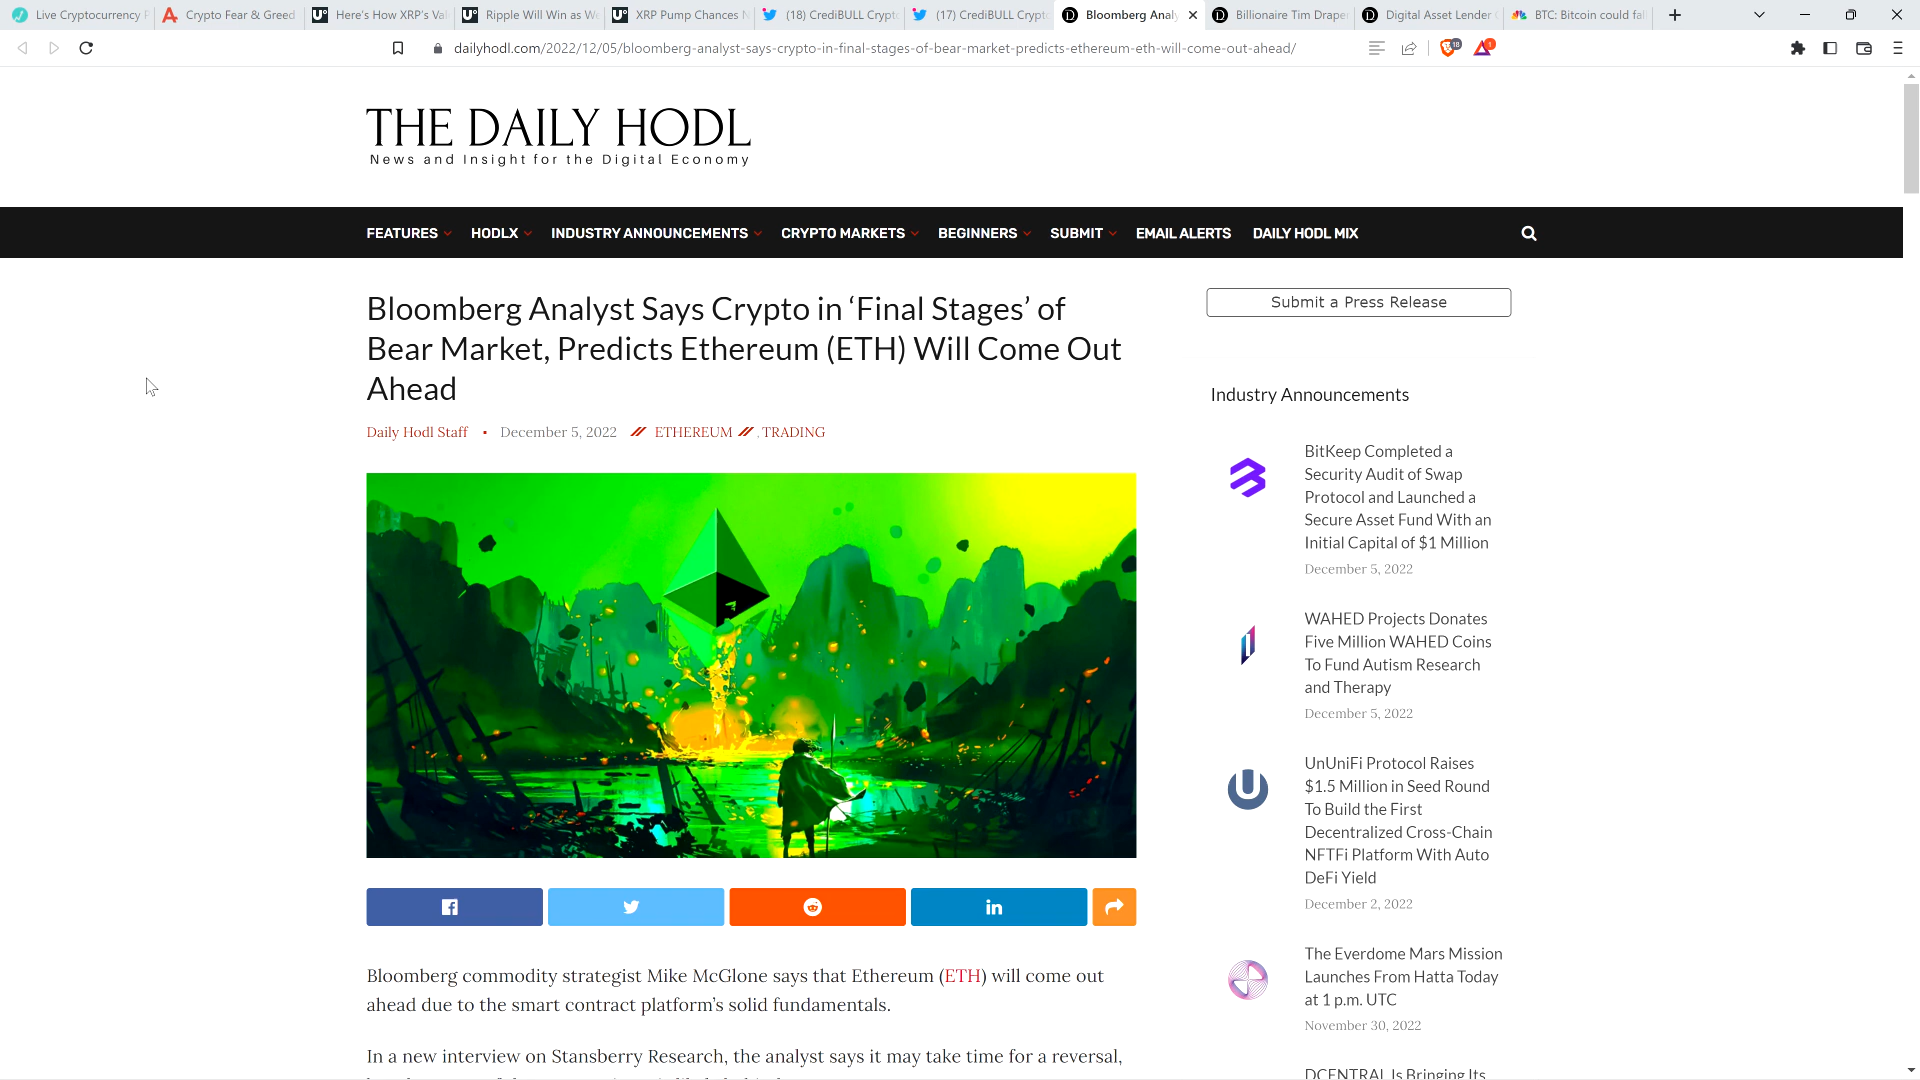 Live Cryptocurrency
Crypto Fear & Greed
Here's How XRP's Val
Ripple Will Win as W
XRP Pump Chances N
(18) CrediBULL Crypto
(17) CrediBULL Crypto
Bloomberg Analy
Billionaire Tim Draper
Digital Asset Lender
BTC: Bitcoin could fal
dailyhodl.com/2022/12/05/bloomberg-analyst-says-crypto-in-final-stages-of-bear-market-predicts-ethereum-eth-will-come-out-ahead/
THE DAILY HODL
News and Insight for the Digital Economy
FEATURES HODLX INDUSTRY ANNOUNCEMENTS CRYPTO MARKETS BEGINNERS SUBMIT EMAIL ALERTS DAILY HODL MIX
Bloomberg Analyst Says Crypto in ‘Final Stages’ of
Bear Market, Predicts Ethereum (ETH) Will Come Out
Ahead
Daily Hodl Staff • December 5, 2022 ETHEREUM , TRADING
Bloomberg commodity strategist Mike McGlone says that Ethereum (ETH) will come out
ahead due to the smart contract platform’s solid fundamentals.
In a new interview on Stansberry Research, the analyst says it may take time for a reversal,
Submit a Press Release
Industry Announcements
BitKeep Completed a
Security Audit of Swap
Protocol and Launched a
Secure Asset Fund With an
Initial Capital of $1 Million
December 5, 2022
WAHED Projects Donates
Five Million WAHED Coins
To Fund Autism Research
and Therapy
December 5, 2022
UnUniFi Protocol Raises
$1.5 Million in Seed Round
To Build the First
Decentralized Cross-Chain
NFTFi Platform With Auto
DeFi Yield
December 2, 2022
The Everdome Mars Mission
Launches From Hatta Today
at 1 p.m. UTC
November 30, 2022
DCENTRAL Is Bringing Its